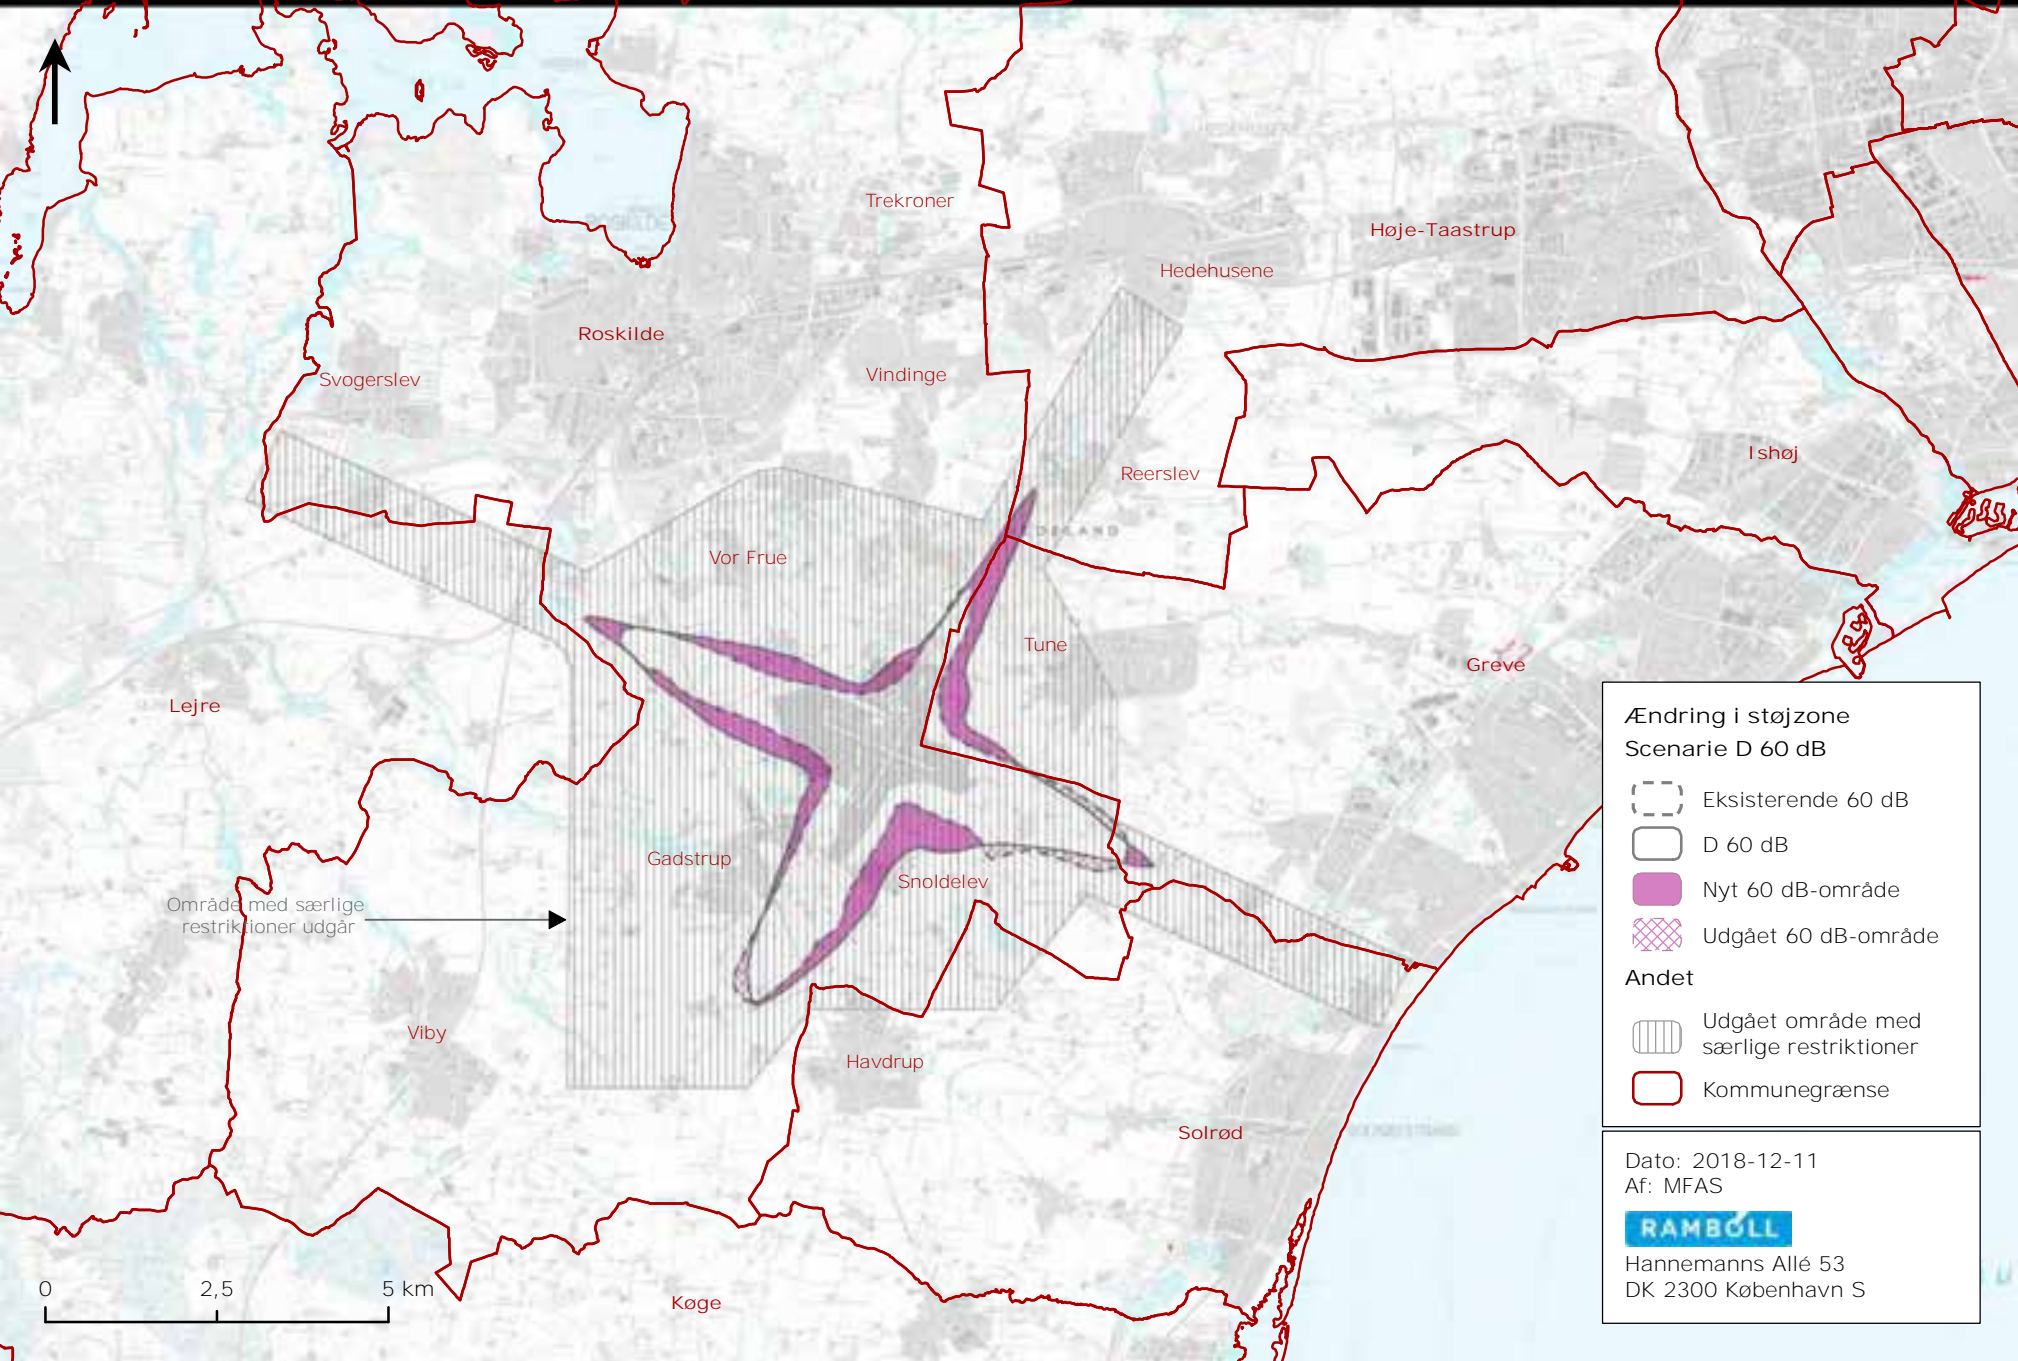 Trekroner
Høje-Taastrup
Hedehusene
Roskilde
Svogerslev
Vindinge
Ishøj
Reerslev
Vor Frue
Tune
Greve
Lejre
Gadstrup
Snoldelev
Område med særlige
restriktioner udgår
Viby
Havdrup
Solrød
Køge
0 2,5 5 km
Ændring i støjzone
Scenarie D 60 dB
Eksisterende 60 dB
D 60 dB
Nyt 60 dB-område
Udgået 60 dB-område
Andet
Udgået område med
særlige restriktioner
Kommunegrænse
Dato: 2018-12-11
Af: MFAS
RAMBOLL
Hannemanns Allé 53
DK 2300 København S